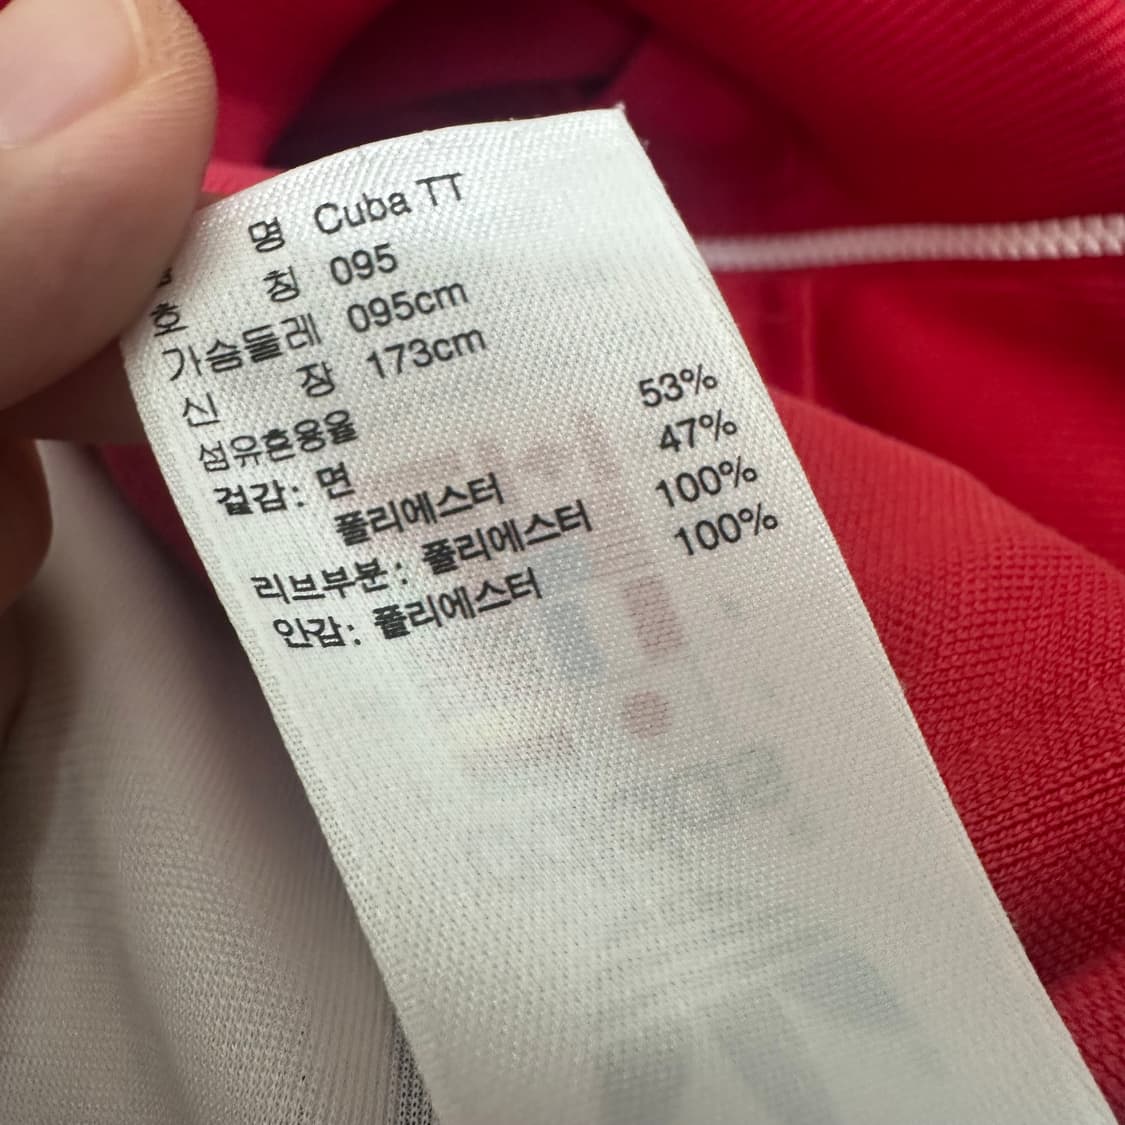 명 Cuba TT
호 칭 095
가슴둘레 095cm
신 장 173cm
섬유혼용율
겉감: 면 53%
폴리에스터 47%
리브부분: 폴리에스터 100%
안감: 폴리에스터 100%